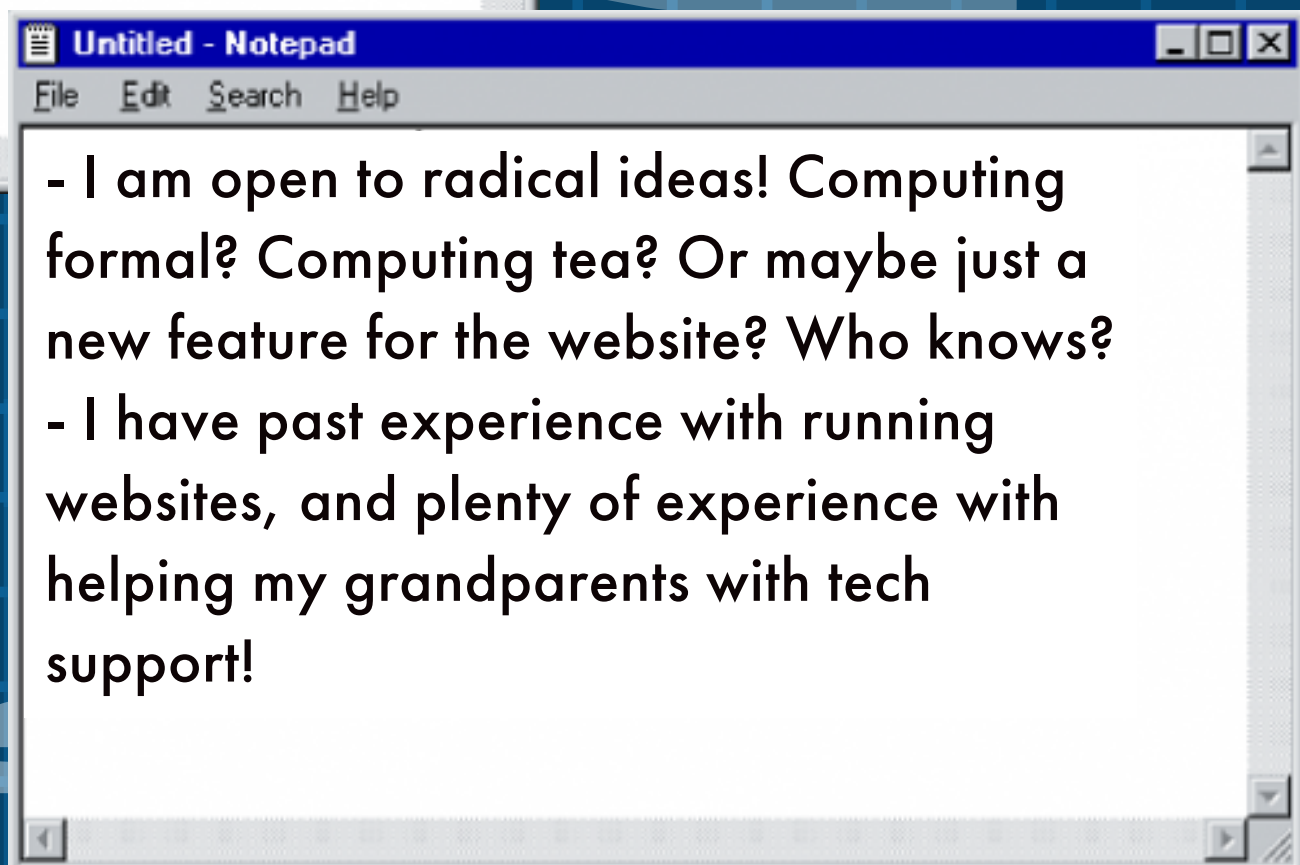 Untitled - Notepad
File Edit Search Help
- I am open to radical ideas! Computing
formal? Computing tea? Or maybe just a
new feature for the website? Who knows?
- I have past experience with running
websites, and plenty of experience with
helping my grandparents with tech
support!